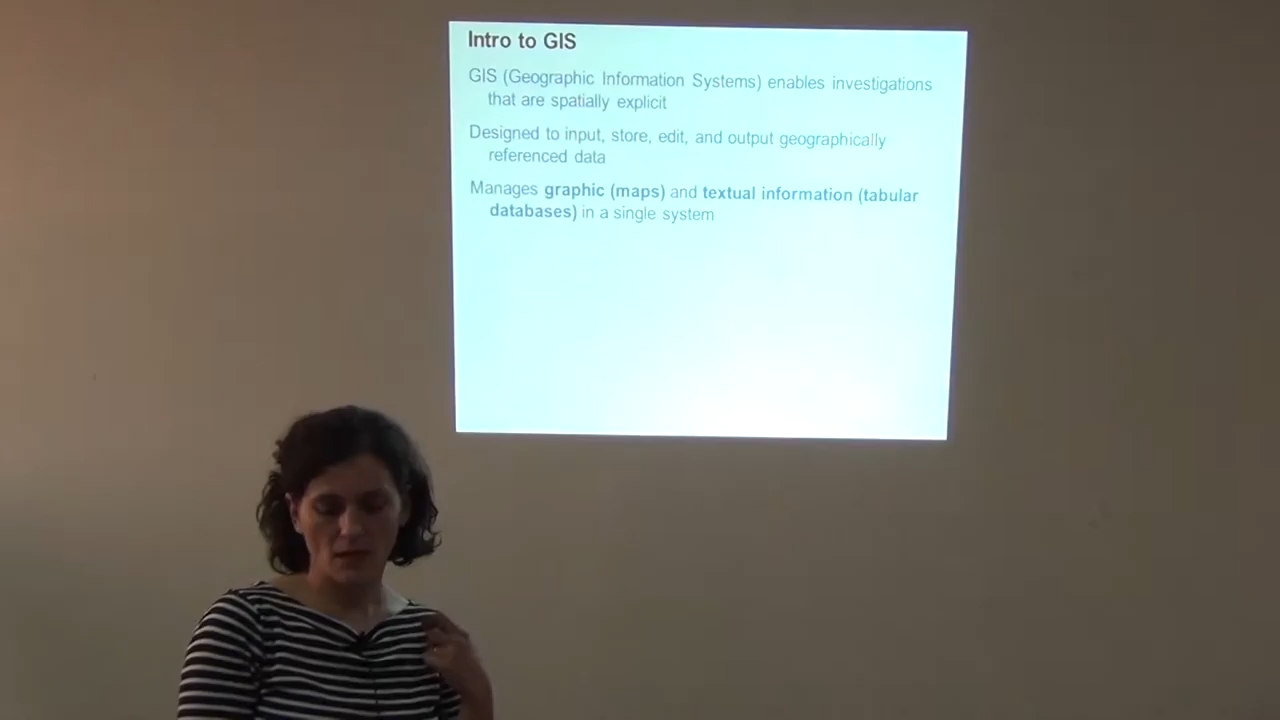 Intro to GIS
GIS (Geographic Information Systems) enables investigations
that are spatially explicit
Designed to input, store, edit, and output geographically
referenced data
Manages graphic (maps) and textual information (tabular
databases) in a single system